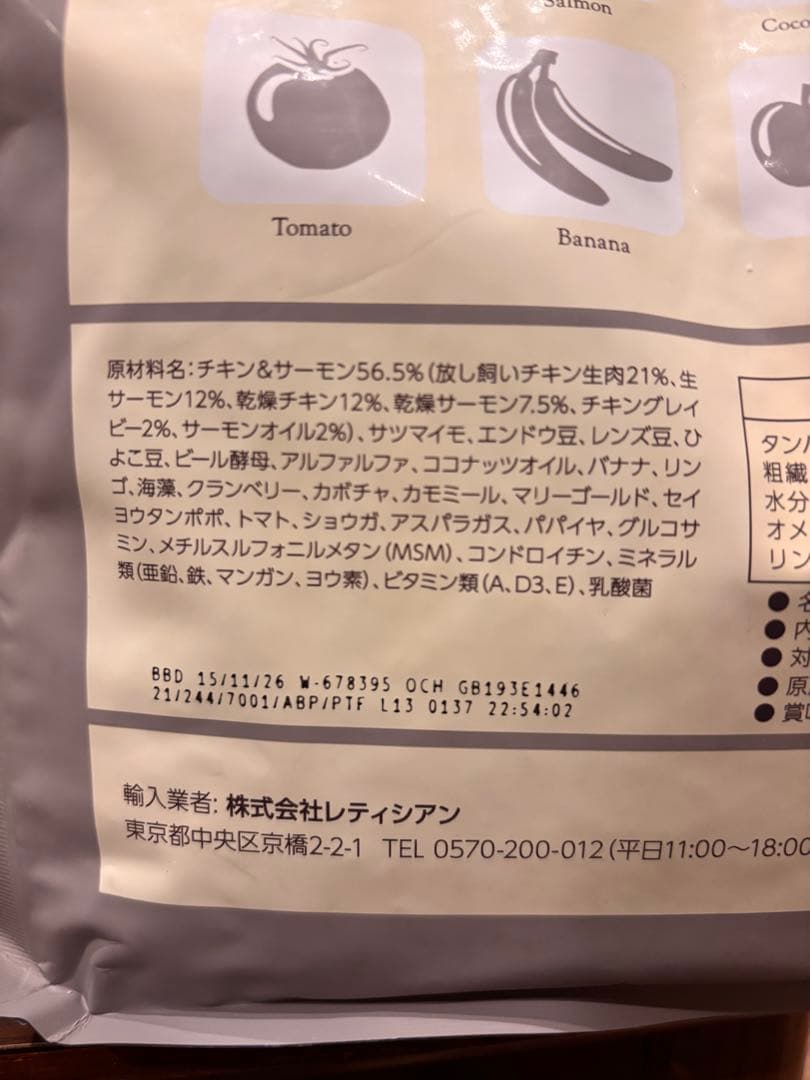 Salmon
Coco
Tomato
Banana
原材料名:チキン&サーモン56.5%(放し飼いチキン生肉21%、生
サーモン12%、乾燥チキン12%、乾燥サーモン7.5%、チキングレイ
ビー2%、サーモンオイル2%)、サツマイモ、エンドウ豆、レンズ豆、ひ
よこ豆、ビール酵母、アルファルファ、ココナッツオイル、バナナ、リン
ゴ、海藻、クランベリー、カボチャ、カモミール、マリーゴールド、セイ
ヨウタンポポ、トマト、ショウガ、アスパラガス、パパイヤ、グルコサ
ミン、メチルスルフォニルメタン(MSM)、コンドロイチン、ミネラル
類(亜鉛、鉄、マンガン、ヨウ素)、ビタミン類(A、D3、E)、乳酸菌
タンパ
粗繊
水分
オメ
リン
● 名
● 内
● 対
● 原
● 賞
BBD 15/11/26 W-678395 OCH GB193E1446
21/244/7001/ABP/PTF L13 0137 22:54:02
輸入業者: 株式会社レティシアン
東京都中央区京橋2-2-1 TEL 0570-200-012(平日11:00〜18:00